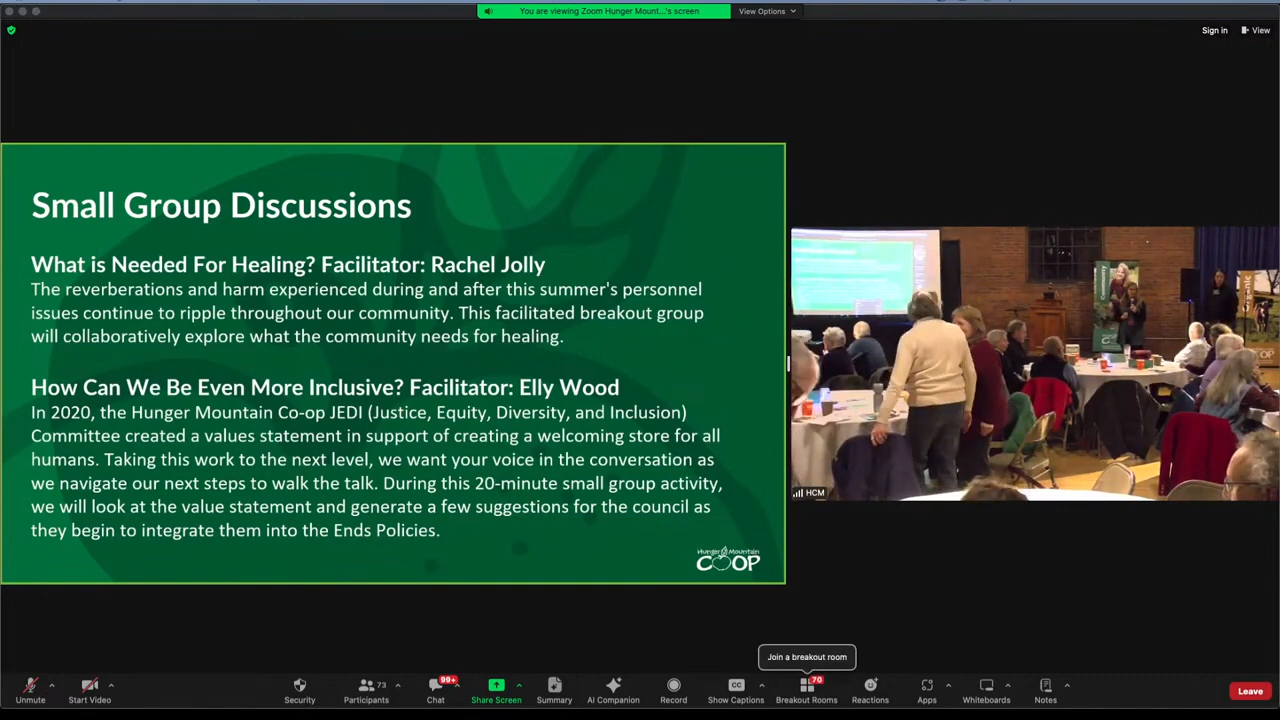 You are viewing Zoom Hunger Mount...'s screen
View Options
Sign in
View
Small Group Discussions
What is Needed For Healing? Facilitator: Rachel Jolly
The reverberations and harm experienced during and after this summer's personnel
issues continue to ripple throughout our community. This facilitated breakout group
will collaboratively explore what the community needs for healing.
How Can We Be Even More Inclusive? Facilitator: Elly Wood
In 2020, the Hunger Mountain Co-op JEDI (Justice, Equity, Diversity, and Inclusion)
Committee created a values statement in support of creating a welcoming store for all
humans. Taking this work to the next level, we want your voice in the conversation as
we navigate our next steps to walk the talk. During this 20-minute small group activity,
we will look at the value statement and generate a few suggestions for the council as
they begin to integrate them into the Ends Policies.
Hunger Mountain
COOP
HCM
Join a breakout room
73
99+
70
Unmute
Start Video
Security
Participants
Chat
Share Screen
Summary
AI Companion
Record
Show Captions
Breakout Rooms
Reactions
Apps
Whiteboards
Notes
Leave